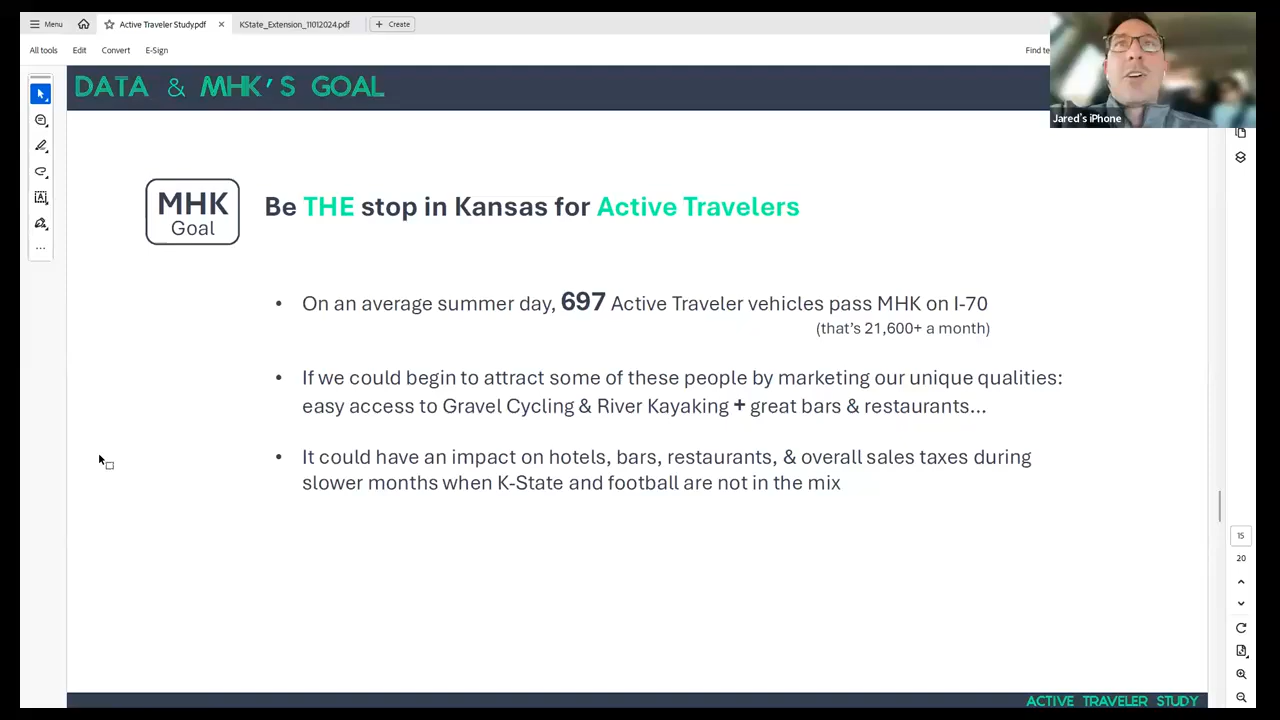 Menu
Active Traveler Study.pdf
KState_Extension_11012024.pdf
Create
All tools Edit Convert E-Sign
Find te
DATA & MHK'S GOAL
Jared's iPhone
MHK
Goal
Be THE stop in Kansas for Active Travelers
• On an average summer day, 697 Active Traveler vehicles pass MHK on I-70
(that's 21,600+ a month)
• If we could begin to attract some of these people by marketing our unique qualities:
easy access to Gravel Cycling & River Kayaking + great bars & restaurants...
• It could have an impact on hotels, bars, restaurants, & overall sales taxes during
slower months when K-State and football are not in the mix
15
20
ACTIVE TRAVELER STUDY